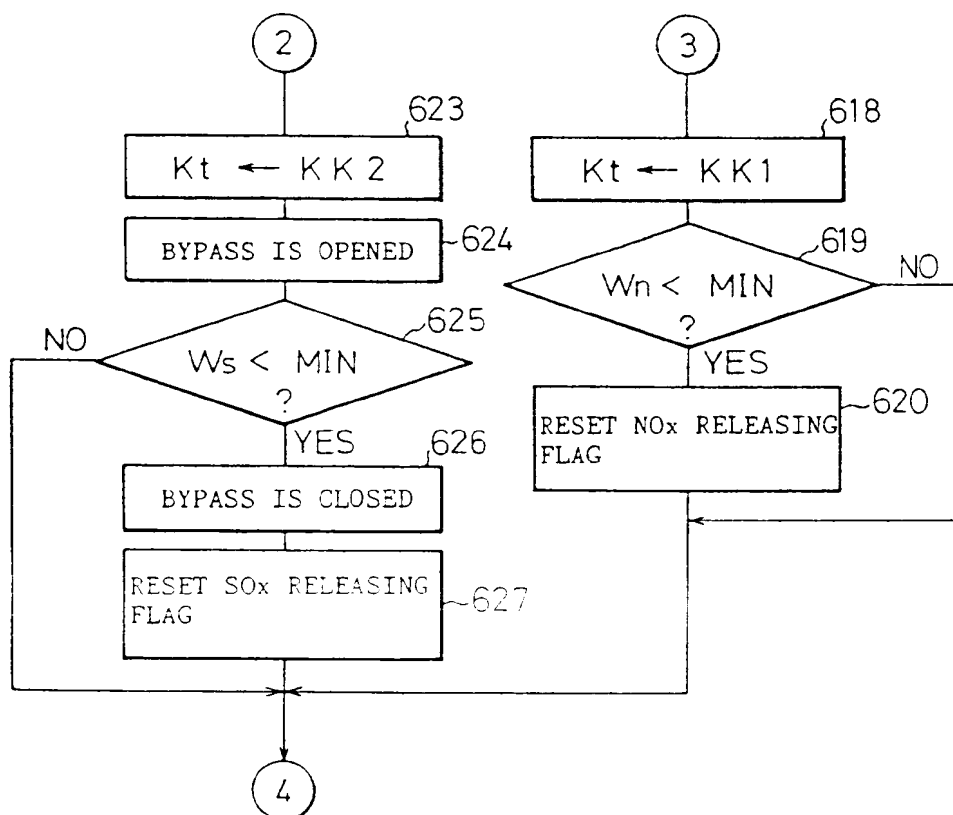 2
623
Kt ← KK2
BYPASS IS OPENED
624
625
NO
Ws < MIN
?
YES
626
BYPASS IS CLOSED
RESET SOx RELEASING
FLAG
627
3
618
Kt ← KK1
619
NO
Wn < MIN
?
YES
620
RESET NOx RELEASING
FLAG
4